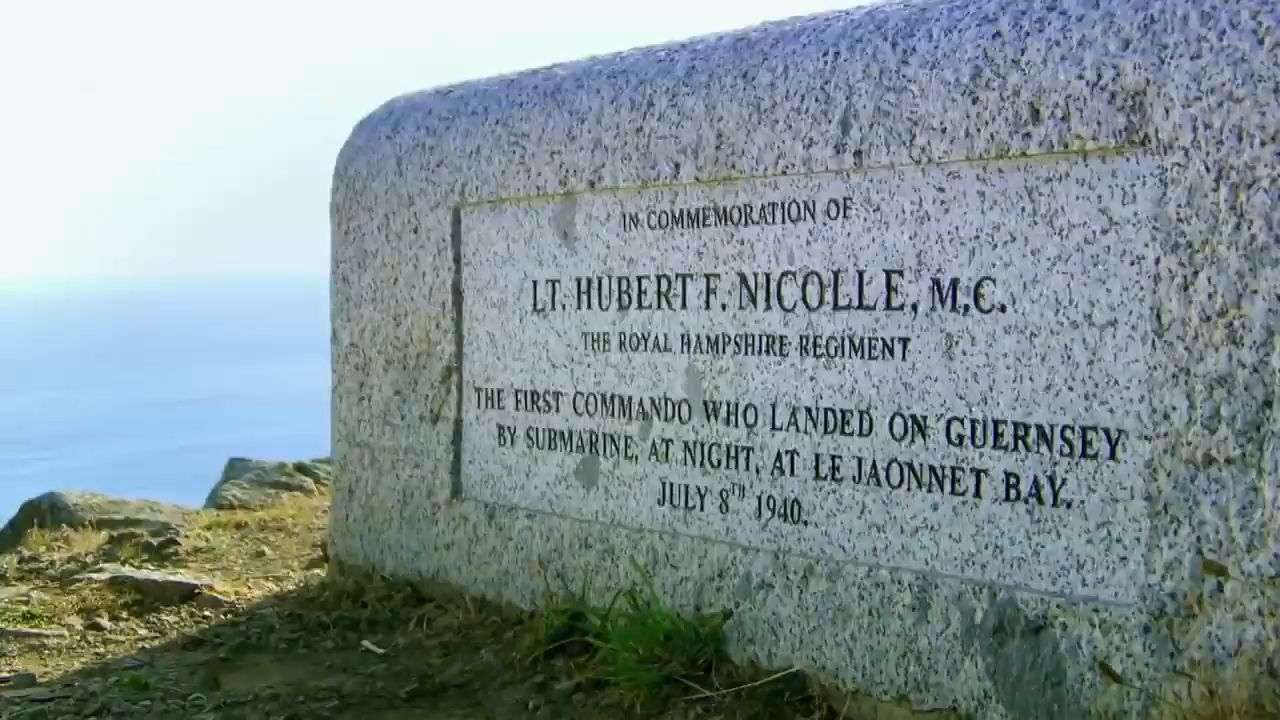 IN COMMEMORATION OF
LT. HUBERT F. NICOLLE, M.C.
THE ROYAL HAMPSHIRE REGIMENT
THE FIRST COMMANDO WHO LANDED ON GUERNSEY
BY SUBMARINE, AT NIGHT, AT LE JAONNET BAY.
JULY 8TH 1940.